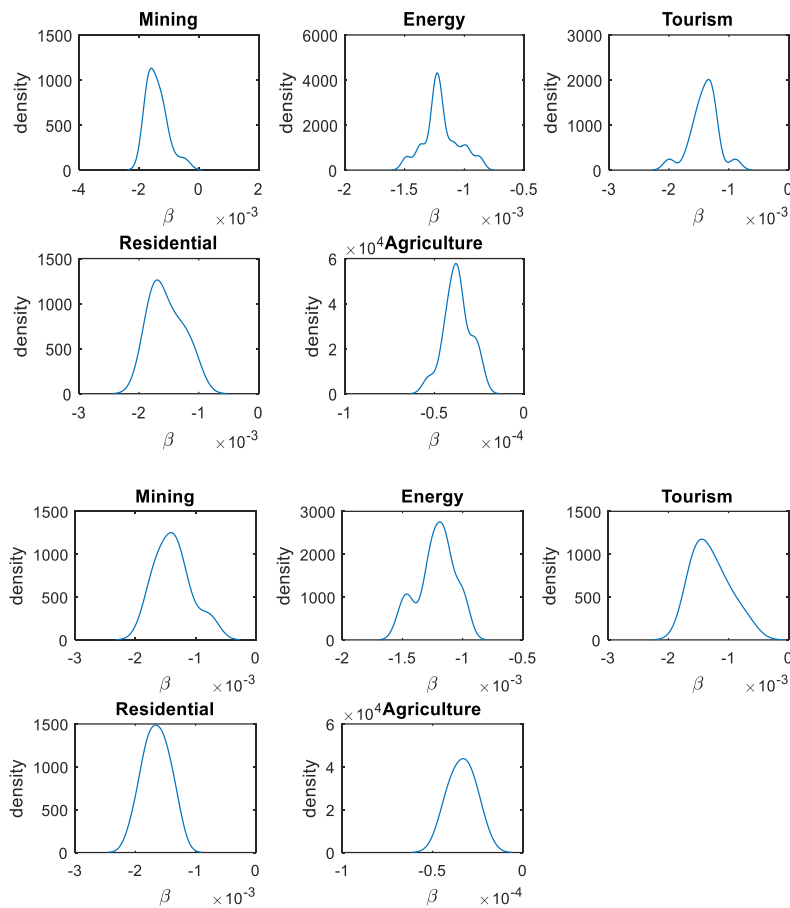 Mining
density
1500
1000
500
0
-4 -2 0 2
β ×10⁻³
Energy
density
6000
4000
2000
0
-2 -1.5 -1 -0.5
β ×10⁻³
Tourism
density
3000
2000
1000
0
-3 -2 -1 0
β ×10⁻³
Residential
density
1500
1000
500
0
-3 -2 -1 0
β ×10⁻³
×10⁴ Agriculture
density
6
4
2
0
-1 -0.5 0
β ×10⁻⁴
Mining
density
1500
1000
500
0
-3 -2 -1 0
β ×10⁻³
Energy
density
3000
2000
1000
0
-2 -1.5 -1 -0.5
β ×10⁻³
Tourism
density
1500
1000
500
0
-3 -2 -1 0
β ×10⁻³
Residential
density
1500
1000
500
0
-3 -2 -1 0
β ×10⁻³
×10⁴ Agriculture
density
6
4
2
0
-1 -0.5 0
β ×10⁻⁴